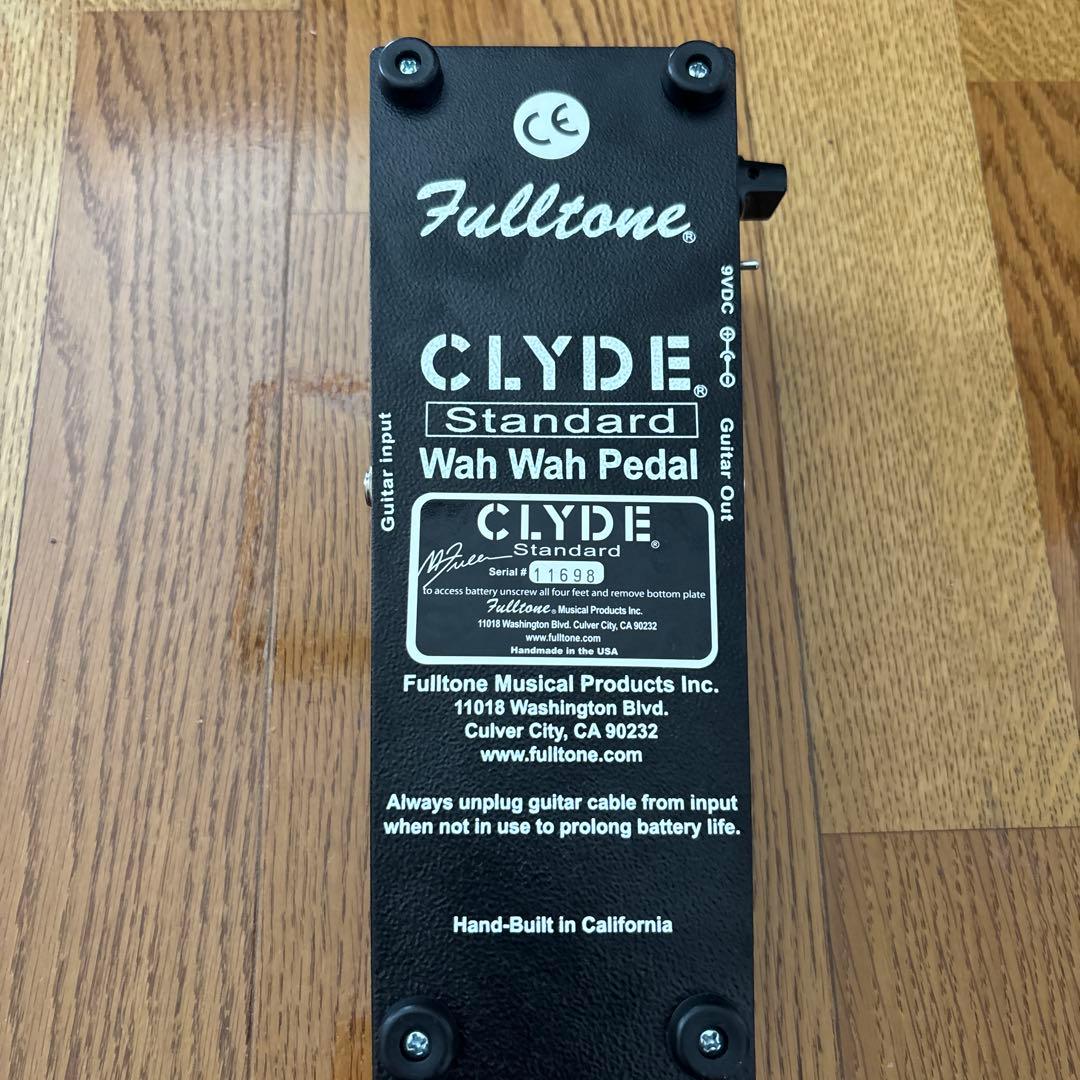 CE
Fulltone®
CLYDE®
Standard
Wah Wah Pedal
Guitar input
9VDC
Guitar Out
CLYDE®
Standard
M Fuller
Serial # 11698
to access battery unscrew all four feet and remove bottom plate
Fulltone® Musical Products Inc.
11018 Washington Blvd. Culver City, CA 90232
www.fulltone.com
Handmade in the USA
Fulltone Musical Products Inc.
11018 Washington Blvd.
Culver City, CA 90232
www.fulltone.com
Always unplug guitar cable from input
when not in use to prolong battery life.
Hand-Built in California